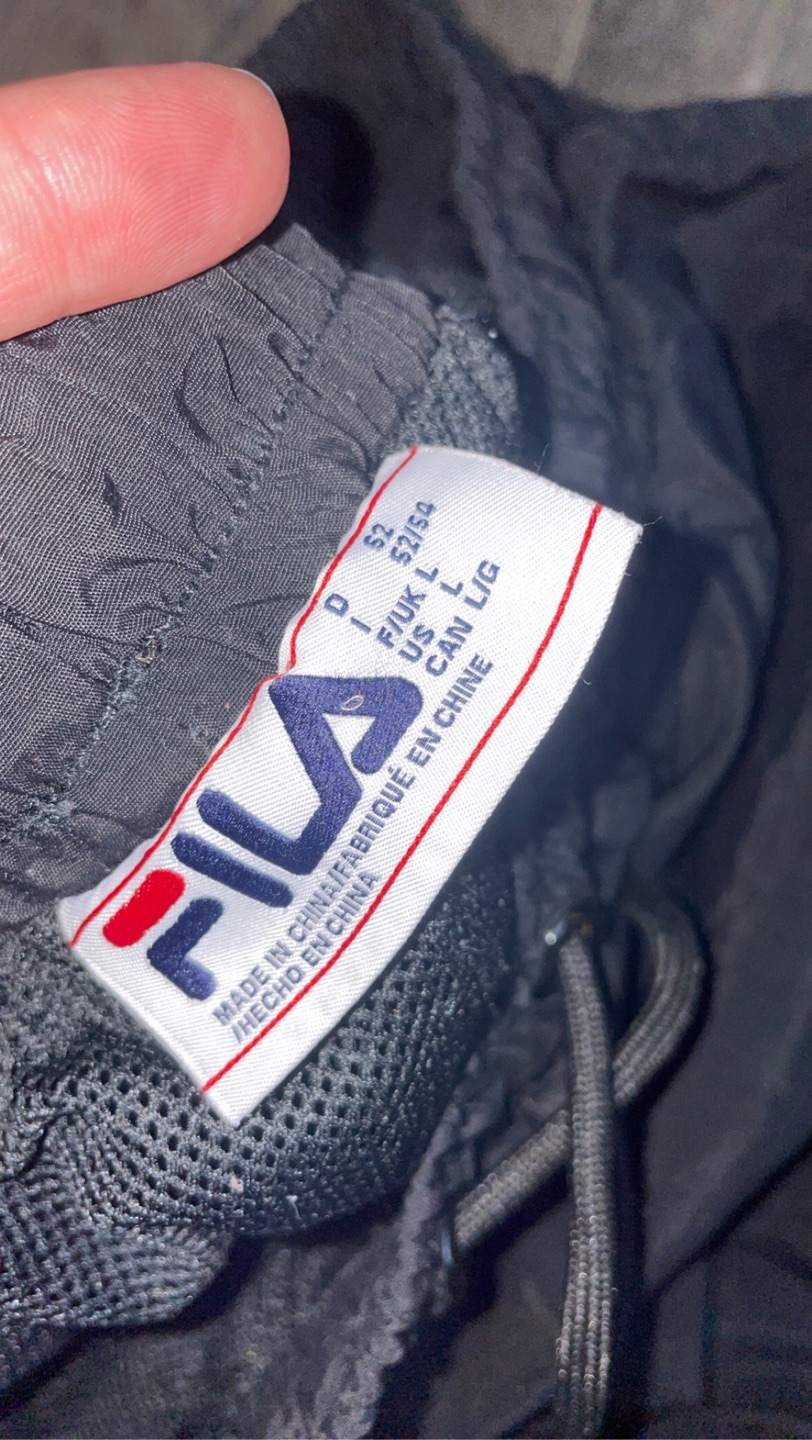 D 52
I 52/54
F/UK L
US L
CAN L/G
FILA
MADE IN CHINA/FABRIQUÉ EN CHINE
/HECHO EN CHINA